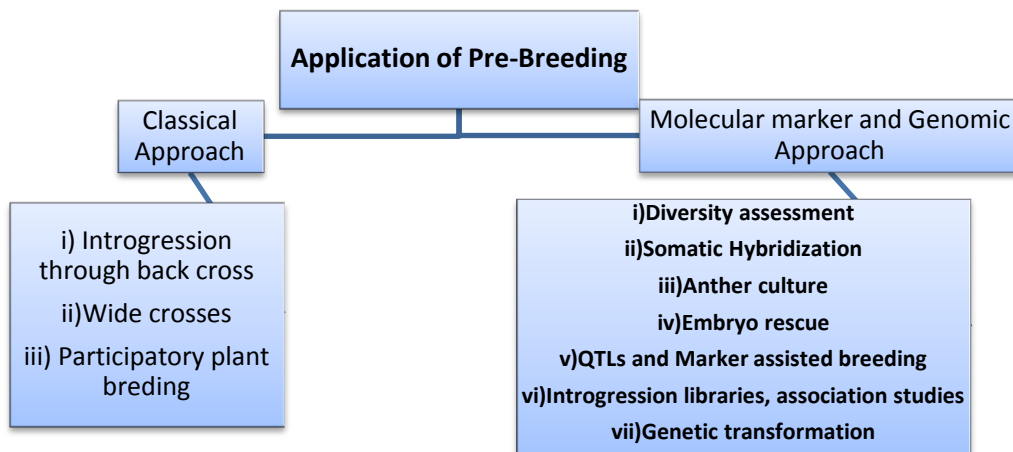 Application of Pre-Breeding
Classical
Approach
Molecular marker and Genomic
Approach
i) Introgression
through back cross
ii)Wide crosses
iii) Participatory plant
breding
i)Diversity assessment
ii)Somatic Hybridization
iii)Anther culture
iv)Embryo rescue
v)QTLs and Marker assisted breeding
vi)Introgression libraries, association studies
vii)Genetic transformation